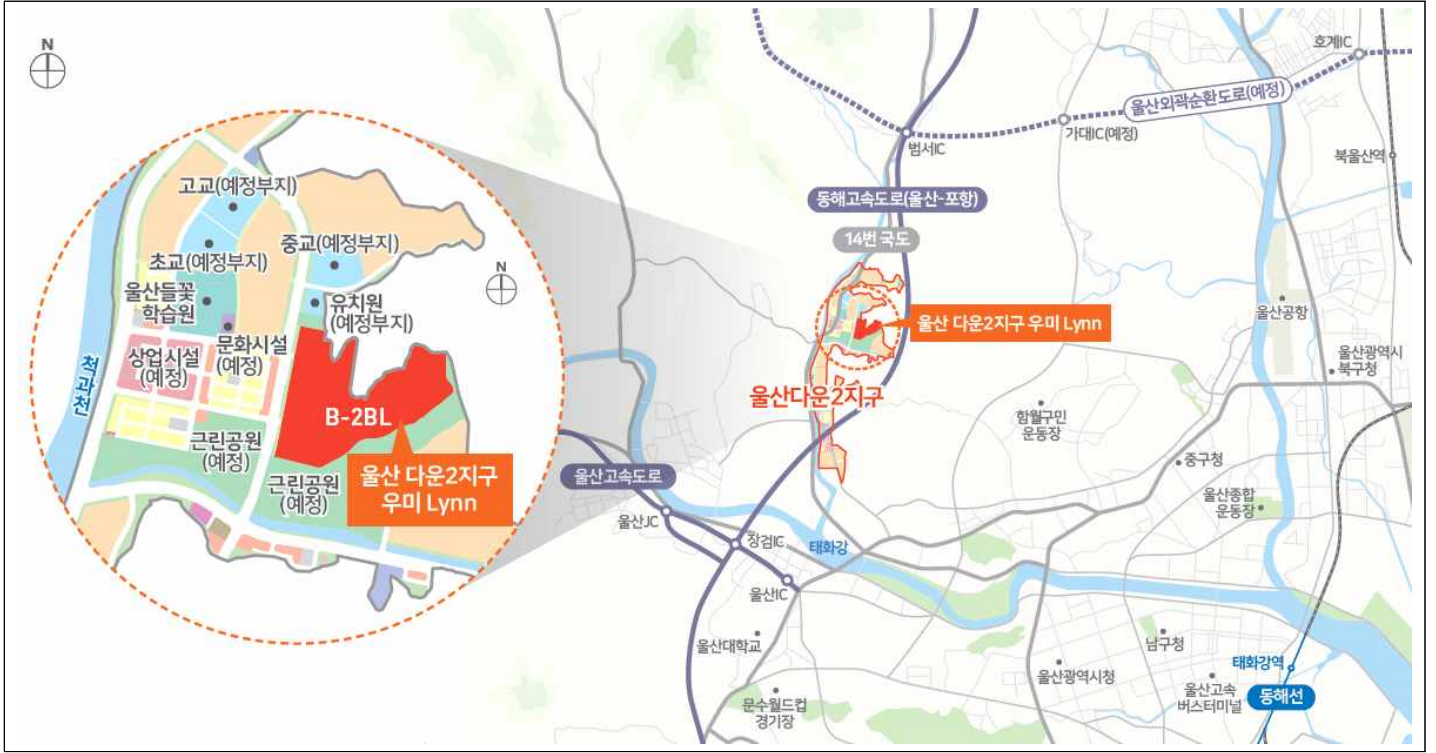 N
고교(예정부지)
중교(예정부지)
초교(예정부지)
N
울산들꽃
학습원
유치원
(예정부지)
문화시설
(예정)
상업시설
(예정)
척과천
B-2BL
근린공원
(예정)
근린공원
(예정)
울산 다운2지구
우미 Lynn
호계IC
울산외곽순환도로(예정)
가대IC(예정)
범서IC
북울산역
동해고속도로(울산-포항)
14번 국도
울산공항
울산 다운2지구 우미 Lynn
울산광역시
북구청
울산다운2지구
함월구민
운동장
중구청
울산고속도로
울산종합
운동장
울산JC
장검IC
태화강
울산IC
울산대학교
남구청
태화강역
울산광역시청
울산고속
버스터미널
동해선
문수월드컵
경기장